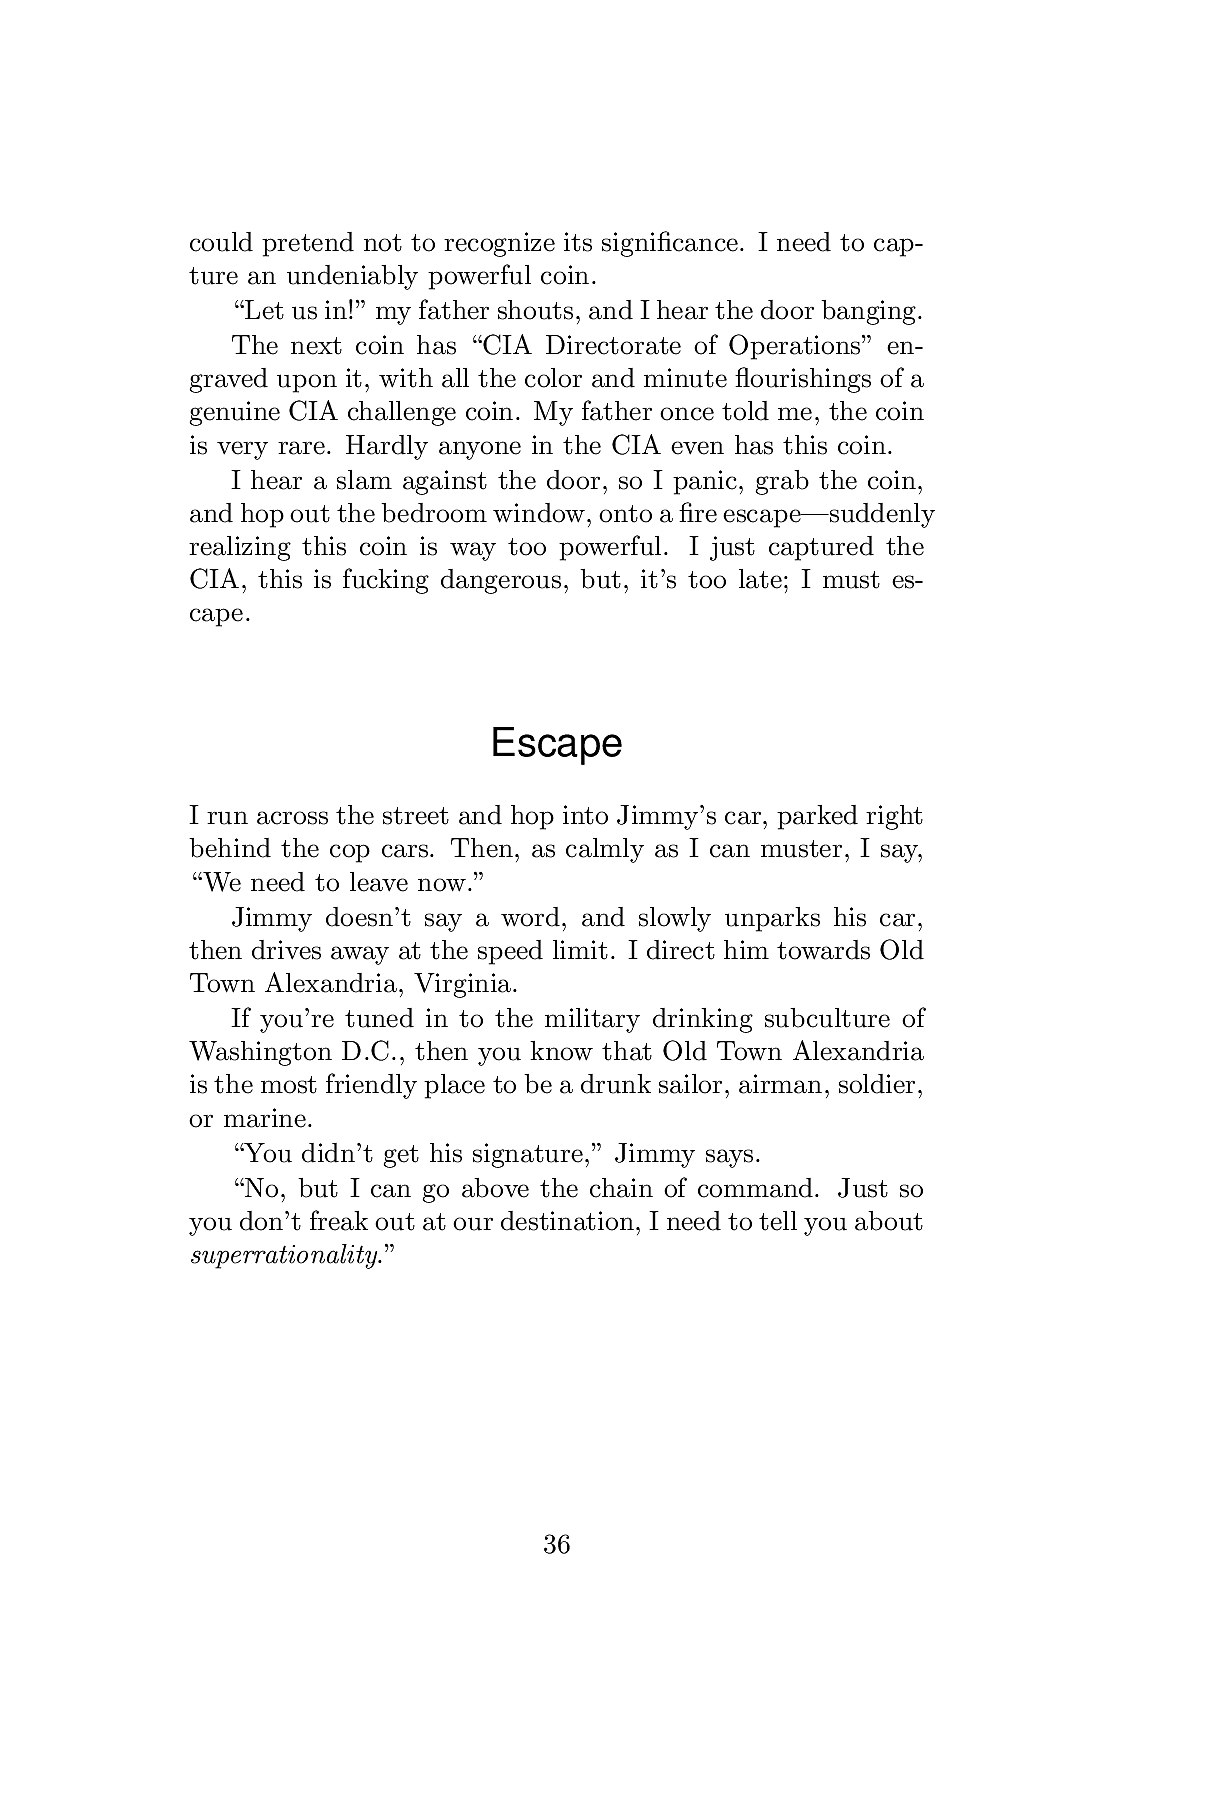 could pretend not to recognize its significance. I need to cap-
ture an undeniably powerful coin.
“Let us in!” my father shouts, and I hear the door banging.
The next coin has “CIA Directorate of Operations” en-
graved upon it, with all the color and minute flourishings of a
genuine CIA challenge coin. My father once told me, the coin
is very rare. Hardly anyone in the CIA even has this coin.
I hear a slam against the door, so I panic, grab the coin,
and hop out the bedroom window, onto a fire escape—suddenly
realizing this coin is way too powerful. I just captured the
CIA, this is fucking dangerous, but, it’s too late; I must es-
cape.
Escape
I run across the street and hop into Jimmy’s car, parked right
behind the cop cars. Then, as calmly as I can muster, I say,
“We need to leave now.”
Jimmy doesn’t say a word, and slowly unparks his car,
then drives away at the speed limit. I direct him towards Old
Town Alexandria, Virginia.
If you’re tuned in to the military drinking subculture of
Washington D.C., then you know that Old Town Alexandria
is the most friendly place to be a drunk sailor, airman, soldier,
or marine.
“You didn’t get his signature,” Jimmy says.
“No, but I can go above the chain of command. Just so
you don’t freak out at our destination, I need to tell you about
superrationality.”
36